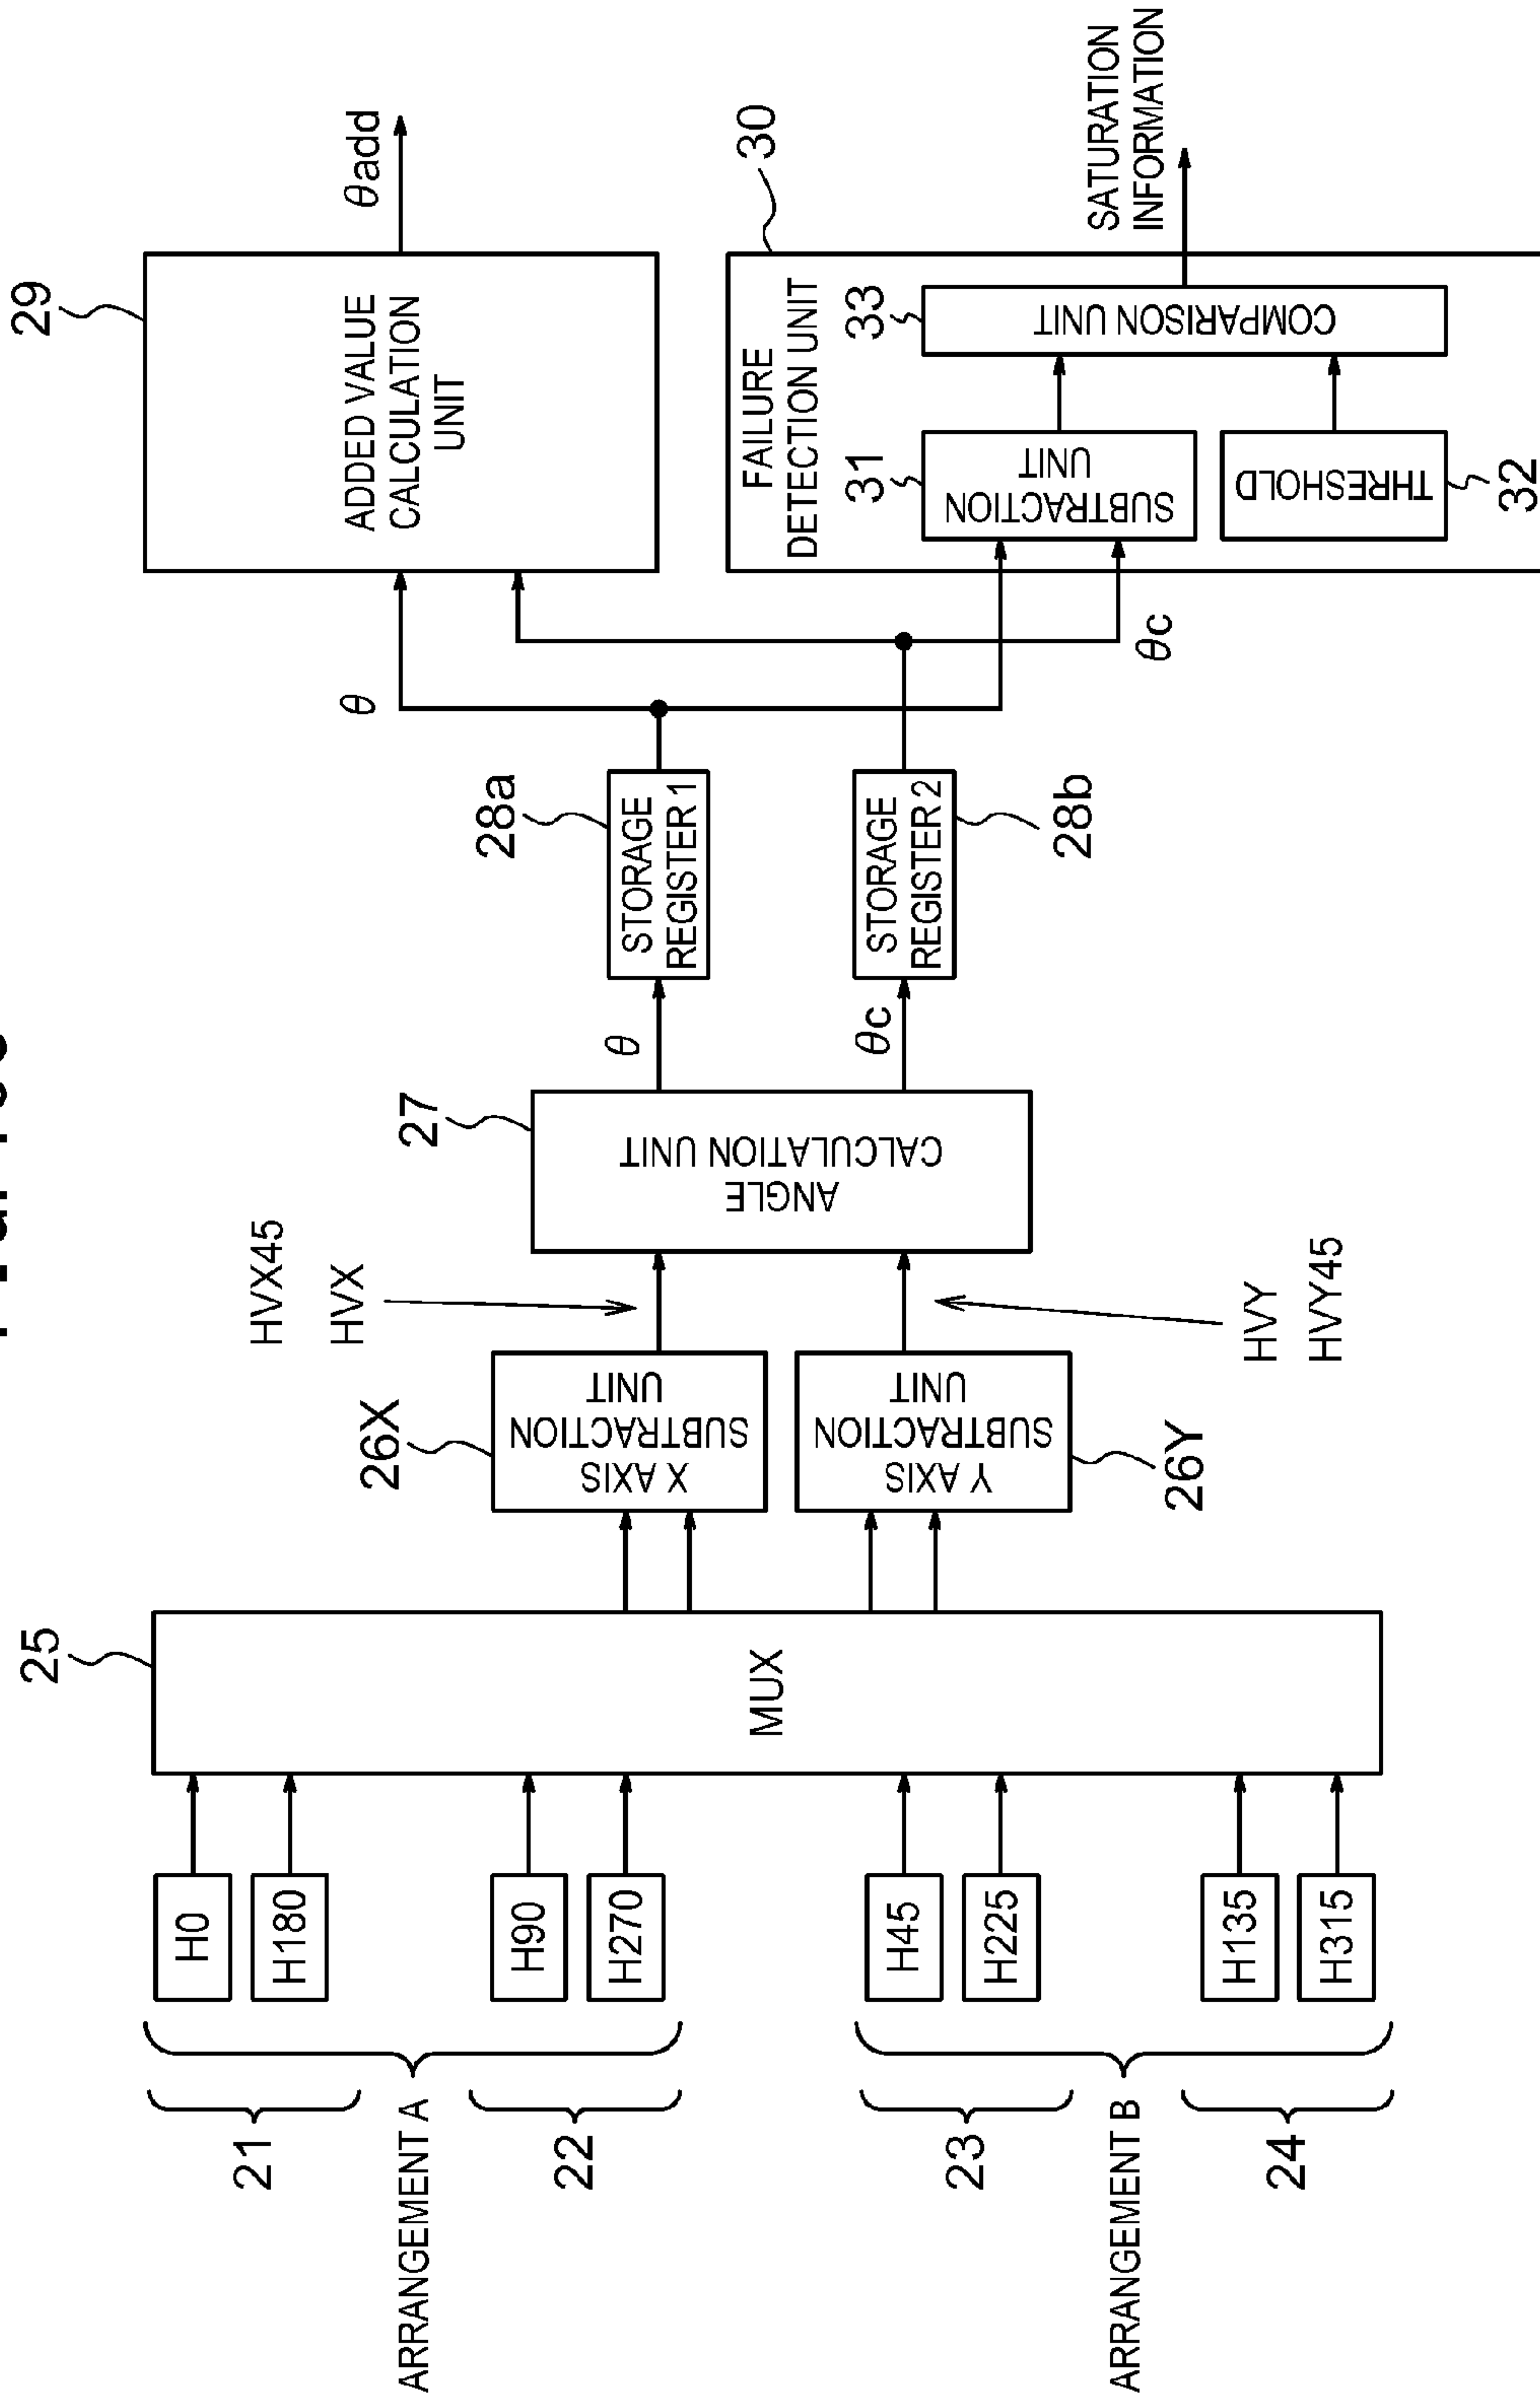 ARRANGEMENT A
21
22
ARRANGEMENT B
23
24
H0
H180
H90
H270
H45
H225
H135
H315
25
MUX
26X
X AXIS
SUBTRACTION
UNIT
26Y
Y AXIS
SUBTRACTION
UNIT
HVX45
HVX
HVY
HVY45
27
ANGLE
CALCULATION UNIT
θ
θc
28a
STORAGE
REGISTER 1
28b
STORAGE
REGISTER 2
θ
θc
29
ADDED VALUE
CALCULATION
UNIT
θadd
30
FAILURE
DETECTION UNIT
31
SUBTRACTION
UNIT
THRESHOLD
32
33
COMPARISON UNIT
SATURATION
INFORMATION